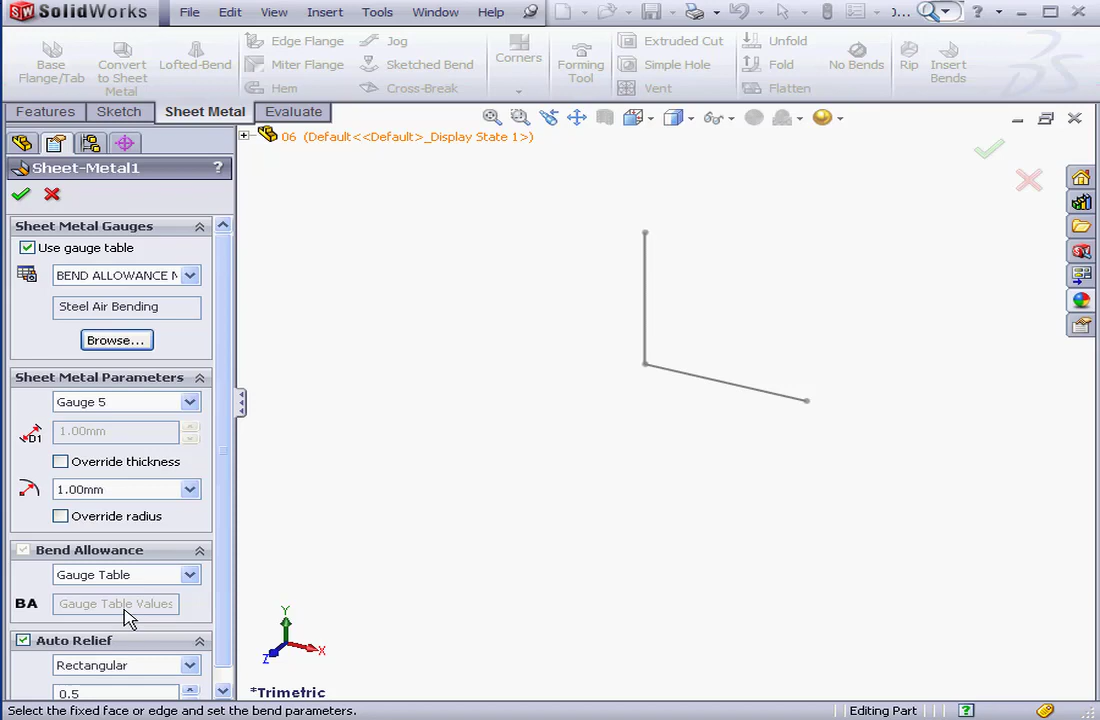 SolidWorks File Edit View Insert Tools Window Help )...
Base Flange/Tab
Convert to Sheet Metal
Lofted-Bend
Edge Flange
Miter Flange
Hem
Jog
Sketched Bend
Cross-Break
Corners
Forming Tool
Extruded Cut
Simple Hole
Vent
Unfold
Fold
Flatten
No Bends
Rip
Insert Bends
Features Sketch Sheet Metal Evaluate
06 (Default<<Default>_Display State 1>)
Sheet-Metal1 ?
Sheet Metal Gauges
Use gauge table
BEND ALLOWANCE
Steel Air Bending
Browse...
Sheet Metal Parameters
Gauge 5
D1 1.00mm
Override thickness
1.00mm
Override radius
Bend Allowance
Gauge Table
BA Gauge Table Values
Auto Relief
Rectangular
0.5
Y
X
Z
*Trimetric
Select the fixed face or edge and set the bend parameters. Editing Part